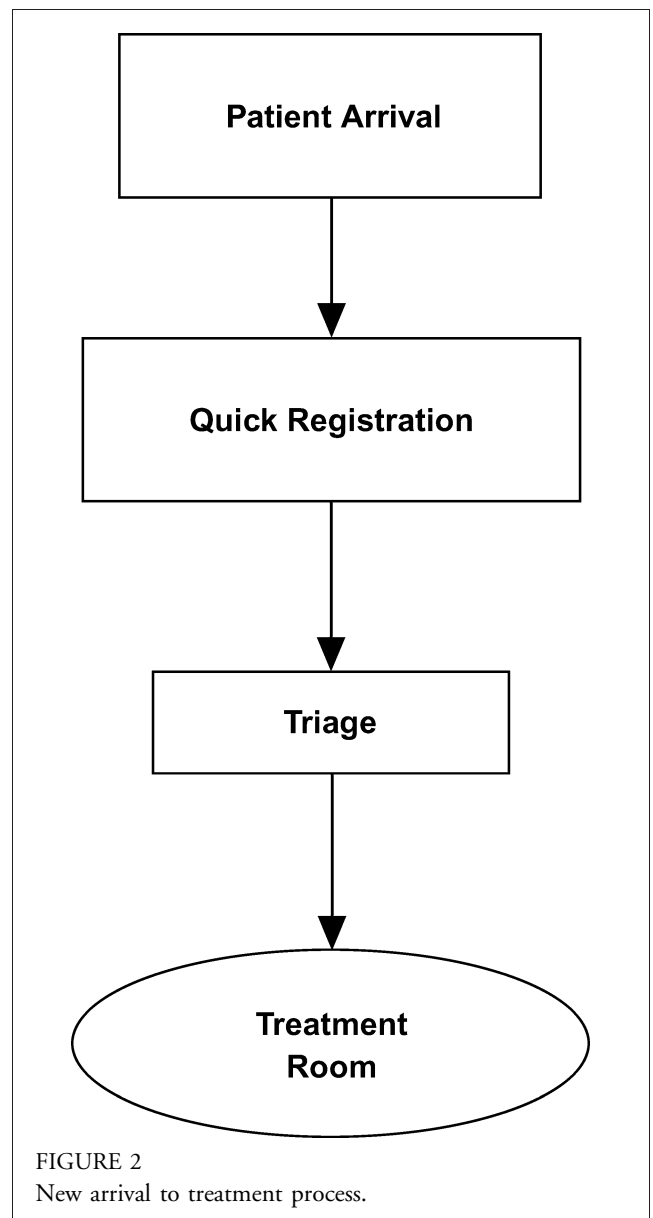 Patient Arrival
Quick Registration
Triage
Treatment
Room
FIGURE 2
New arrival to treatment process.